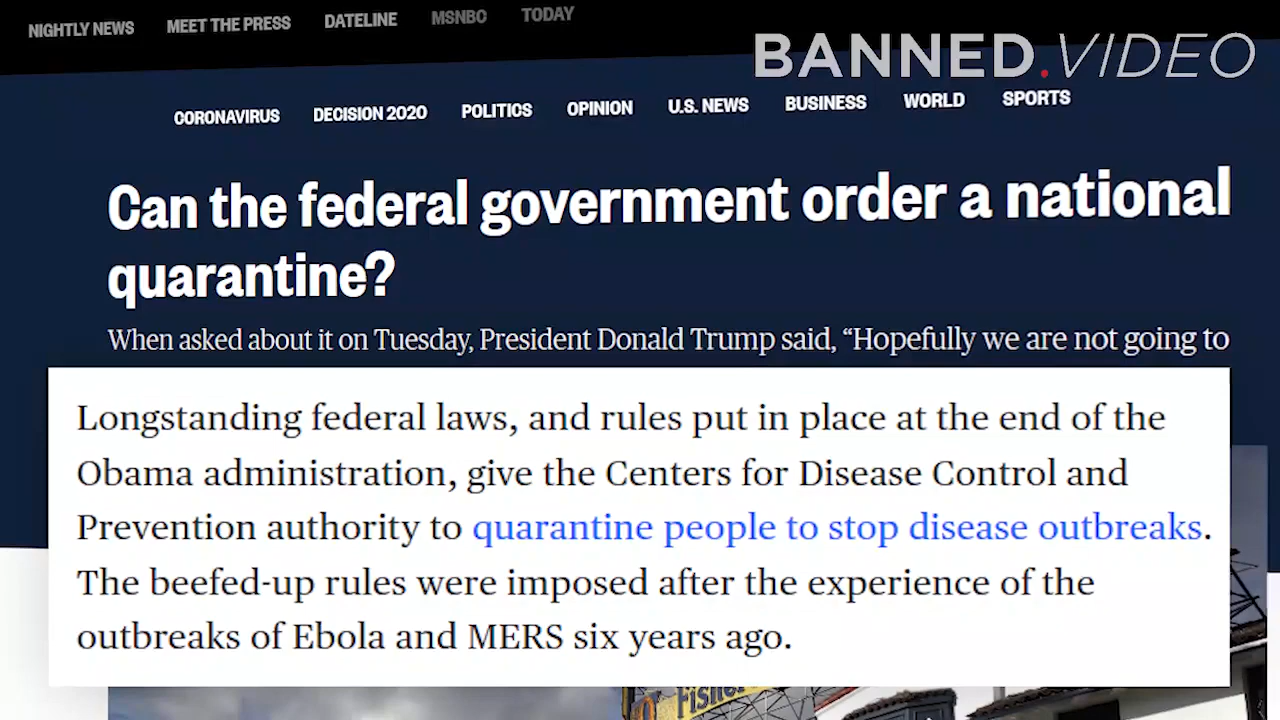 NIGHTLY NEWS MEET THE PRESS DATELINE MSNBC TODAY
BANNED.VIDEO
CORONAVIRUS DECISION 2020 POLITICS OPINION U.S. NEWS BUSINESS WORLD SPORTS
Can the federal government order a national
quarantine?
When asked about it on Tuesday, President Donald Trump said, “Hopefully we are not going to
Longstanding federal laws, and rules put in place at the end of the
Obama administration, give the Centers for Disease Control and
Prevention authority to quarantine people to stop disease outbreaks.
The beefed-up rules were imposed after the experience of the
outbreaks of Ebola and MERS six years ago.